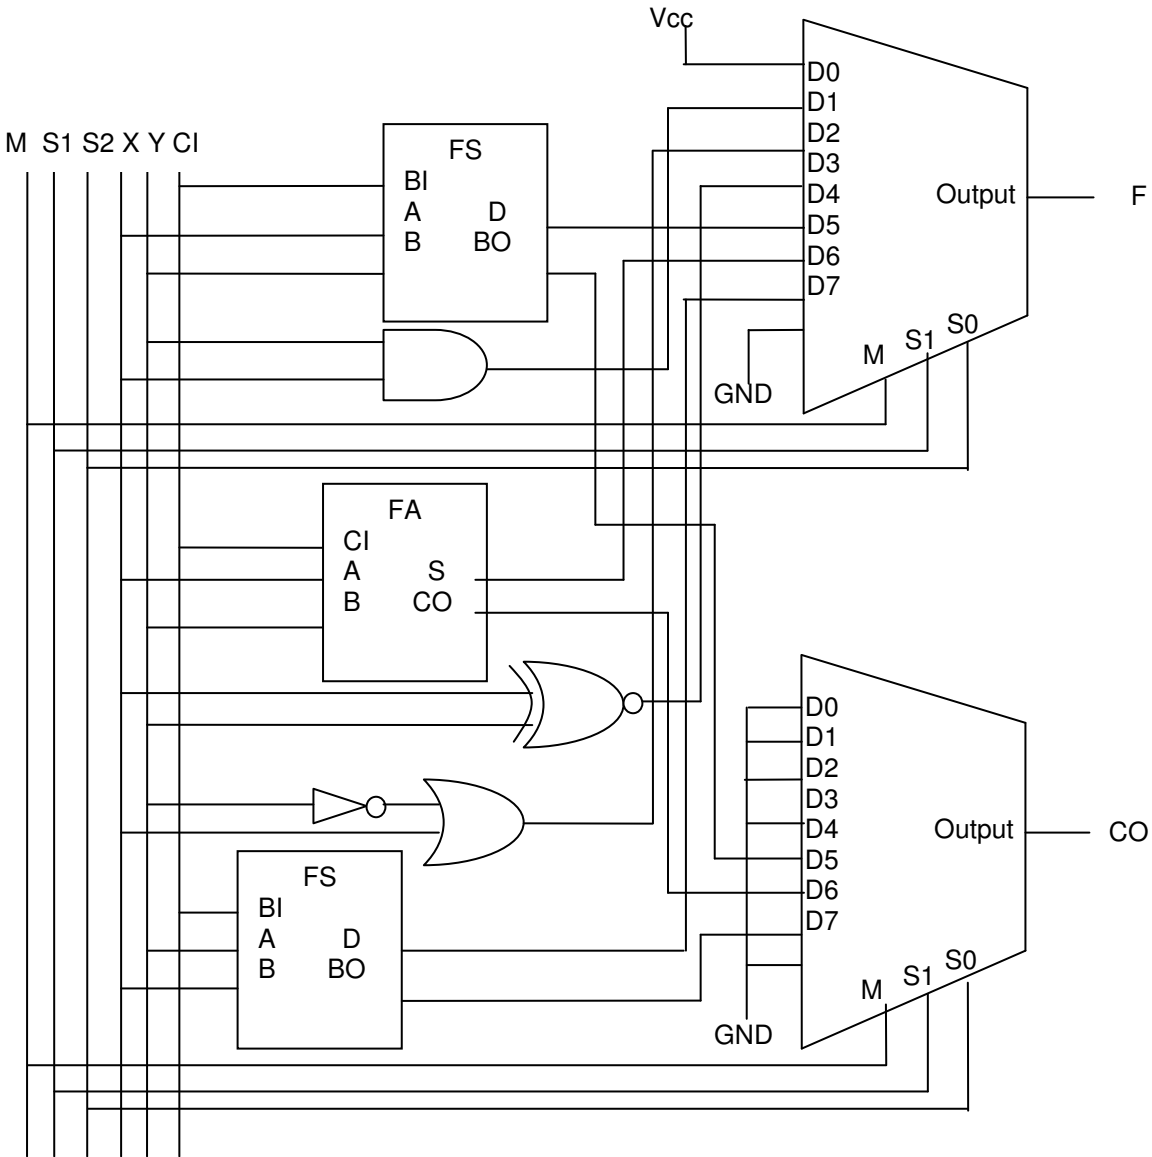 Vcc
D0
D1
D2
D3
D4
D5
D6
D7
Output
F
M
S1
S0
GND
M S1 S2 X Y CI
FS
BI
A D
B BO
FA
CI
A S
B CO
D0
D1
D2
D3
D4
D5
D6
D7
Output
CO
M
S1
S0
GND
FS
BI
A D
B BO